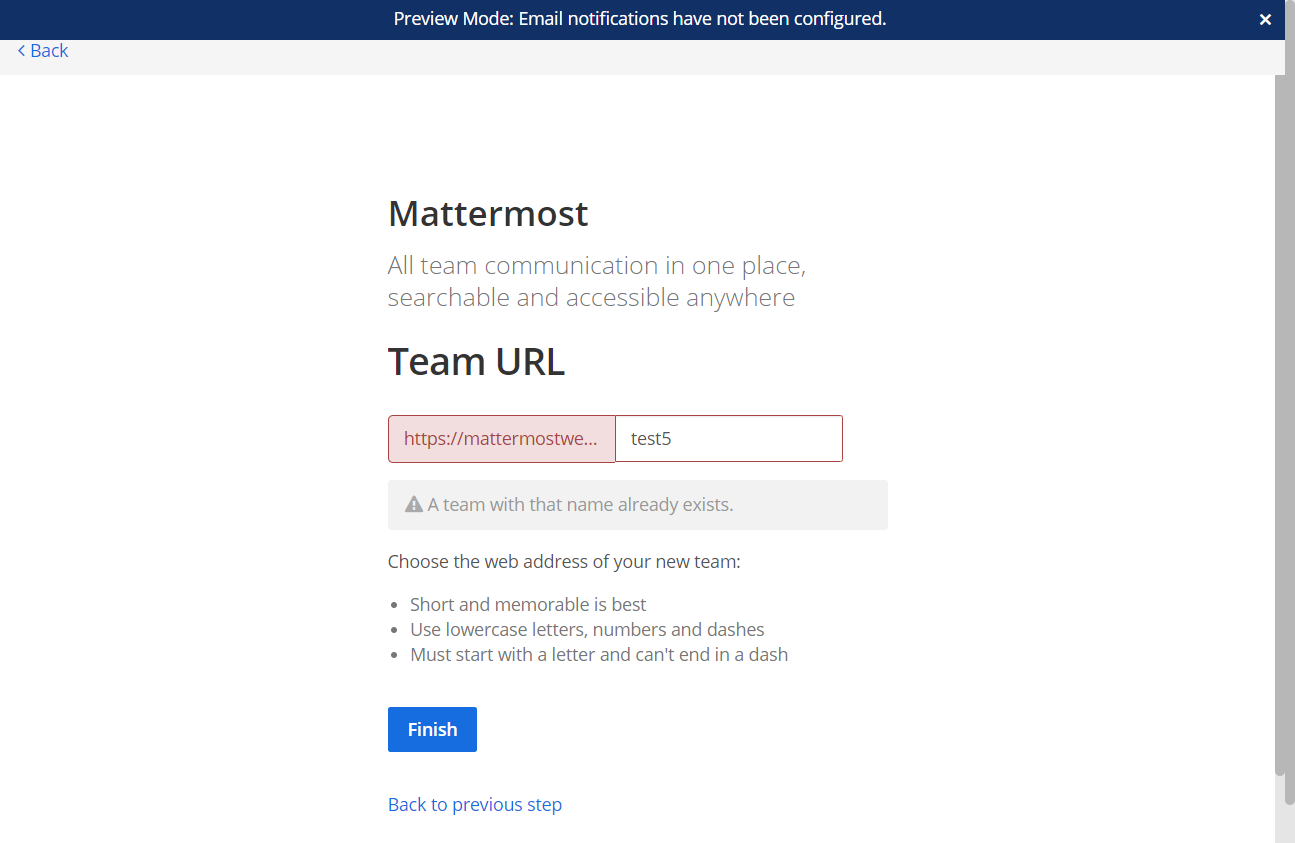 Preview Mode: Email notifications have not been configured.
Back
Mattermost
All team communication in one place,
searchable and accessible anywhere
Team URL
https://mattermostwe... test5
A team with that name already exists.
Choose the web address of your new team:
Short and memorable is best
Use lowercase letters, numbers and dashes
Must start with a letter and can't end in a dash
Finish
Back to previous step